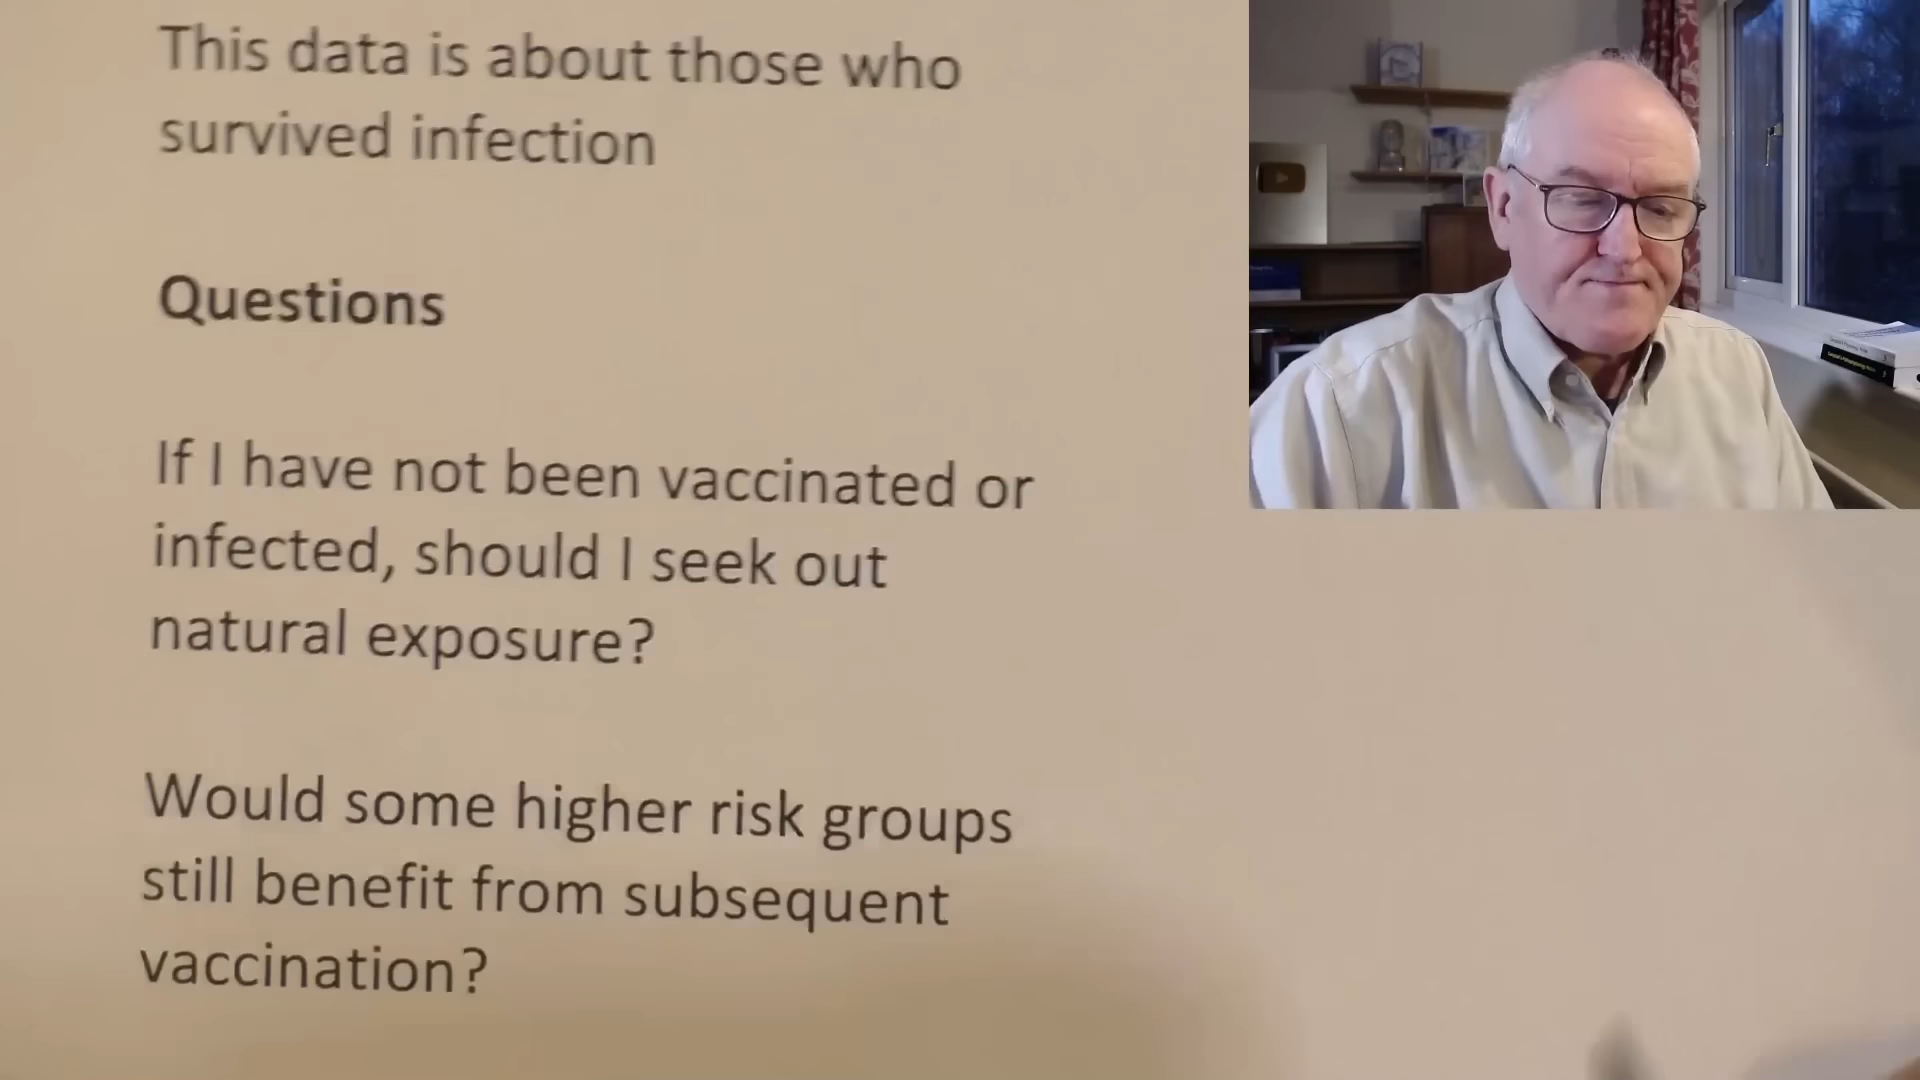 This data is about those who
survived infection
Questions
If I have not been vaccinated or
infected, should I seek out
natural exposure?
Would some higher risk groups
still benefit from subsequent
vaccination?